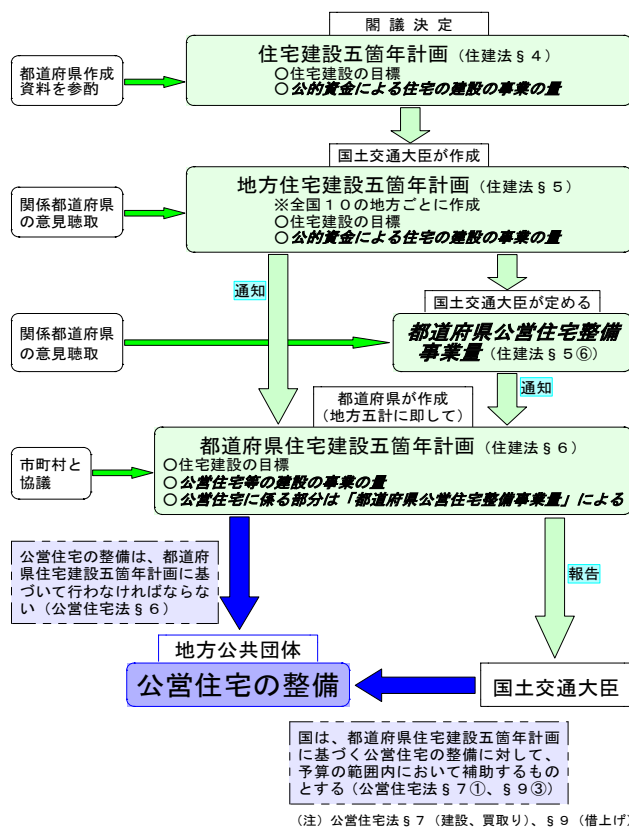 閣議決定
住宅建設五箇年計画（住建法§４）
○住宅建設の目標
○公的資金による住宅の建設の事業の量
都道府県作成
資料を参酌
国土交通大臣が作成
地方住宅建設五箇年計画（住建法§５）
※全国１０の地方ごとに作成
○住宅建設の目標
○公的資金による住宅の建設の事業の量
関係都道府県
の意見聴取
通知
国土交通大臣が定める
都道府県公営住宅整備
事業量（住建法§５⑥）
関係都道府県
の意見聴取
通知
都道府県が作成
（地方五計に即して）
都道府県住宅建設五箇年計画（住建法§６）
○住宅建設の目標
○公営住宅等の建設の事業の量
○公営住宅に係る部分は「都道府県公営住宅整備事業量」による
市町村と
協議
公営住宅の整備は、都道府
県住宅建設五箇年計画に基
づいて行わなければならな
い（公営住宅法§６）
報告
地方公共団体
公営住宅の整備
国土交通大臣
国は、都道府県住宅建設五箇年計画
に基づく公営住宅の整備に対して、
予算の範囲内において補助するもの
とする（公営住宅法§７①、§９③）
（注）公営住宅法§７（建設、買取り）、§９（借上げ）